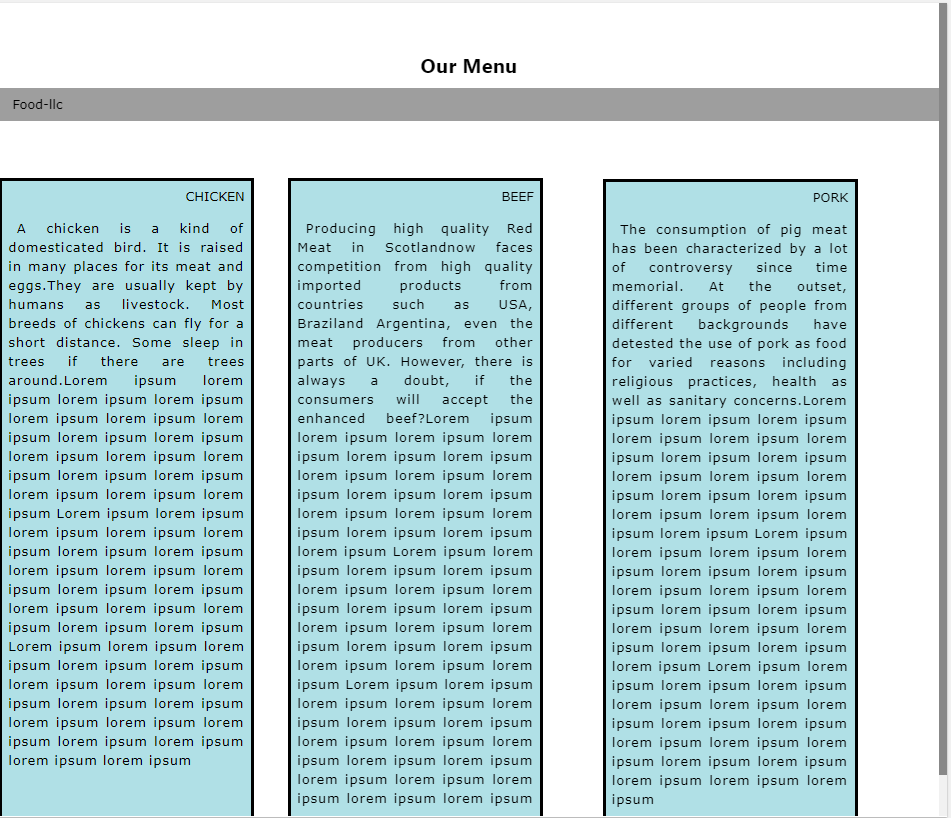 Our Menu
Food-llc
CHICKEN
A chicken is a kind of
domesticated bird. It is raised
in many places for its meat and
eggs.They are usually kept by
humans as livestock. Most
breeds of chickens can fly for a
short distance. Some sleep in
trees if there are trees
around.Lorem ipsum lorem
ipsum lorem ipsum lorem ipsum
lorem ipsum lorem ipsum lorem
ipsum lorem ipsum lorem ipsum
lorem ipsum lorem ipsum lorem
ipsum lorem ipsum lorem ipsum
lorem ipsum lorem ipsum lorem
ipsum Lorem ipsum lorem ipsum
lorem ipsum lorem ipsum lorem
ipsum lorem ipsum lorem ipsum
lorem ipsum lorem ipsum lorem
ipsum lorem ipsum lorem ipsum
lorem ipsum lorem ipsum lorem
ipsum lorem ipsum lorem ipsum
Lorem ipsum lorem ipsum lorem
ipsum lorem ipsum lorem ipsum
lorem ipsum lorem ipsum lorem
ipsum lorem ipsum lorem ipsum
lorem ipsum lorem ipsum lorem
ipsum lorem ipsum lorem ipsum
lorem ipsum lorem ipsum
BEEF
Producing high quality Red
Meat in Scotlandnow faces
competition from high quality
imported products from
countries such as USA,
Braziland Argentina, even the
meat producers from other
parts of UK. However, there is
always a doubt, if the
consumers will accept the
enhanced beef?Lorem ipsum
lorem ipsum lorem ipsum lorem
ipsum lorem ipsum lorem ipsum
lorem ipsum lorem ipsum lorem
ipsum lorem ipsum lorem ipsum
lorem ipsum lorem ipsum lorem
ipsum lorem ipsum lorem ipsum
lorem ipsum Lorem ipsum lorem
ipsum lorem ipsum lorem ipsum
lorem ipsum lorem ipsum lorem
ipsum lorem ipsum lorem ipsum
lorem ipsum lorem ipsum lorem
ipsum lorem ipsum lorem ipsum
lorem ipsum lorem ipsum lorem
ipsum Lorem ipsum lorem ipsum
lorem ipsum lorem ipsum lorem
ipsum lorem ipsum lorem ipsum
lorem ipsum lorem ipsum lorem
ipsum lorem ipsum lorem ipsum
lorem ipsum lorem ipsum lorem
ipsum lorem ipsum lorem ipsum
PORK
The consumption of pig meat
has been characterized by a lot
of controversy since time
memorial. At the outset,
different groups of people from
different backgrounds have
detested the use of pork as food
for varied reasons including
religious practices, health as
well as sanitary concerns.Lorem
ipsum lorem ipsum lorem ipsum
lorem ipsum lorem ipsum lorem
ipsum lorem ipsum lorem ipsum
lorem ipsum lorem ipsum lorem
ipsum lorem ipsum lorem ipsum
lorem ipsum lorem ipsum lorem
ipsum lorem ipsum Lorem ipsum
lorem ipsum lorem ipsum lorem
ipsum lorem ipsum lorem ipsum
lorem ipsum lorem ipsum lorem
ipsum lorem ipsum lorem ipsum
lorem ipsum lorem ipsum lorem
ipsum lorem ipsum lorem ipsum
lorem ipsum Lorem ipsum lorem
ipsum lorem ipsum lorem ipsum
lorem ipsum lorem ipsum lorem
ipsum lorem ipsum lorem ipsum
lorem ipsum lorem ipsum lorem
ipsum lorem ipsum lorem ipsum
lorem ipsum lorem ipsum lorem
ipsum